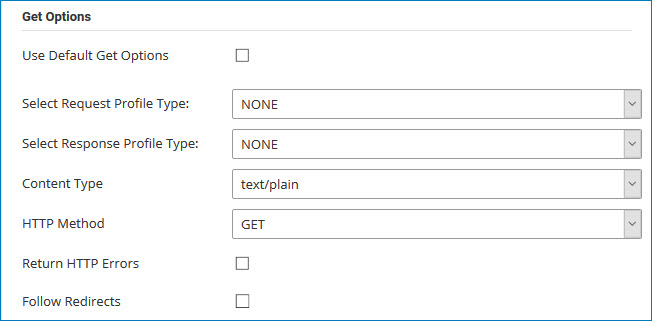 Get Options
Use Default Get Options
Select Request Profile Type: NONE
Select Response Profile Type: NONE
Content Type text/plain
HTTP Method GET
Return HTTP Errors
Follow Redirects